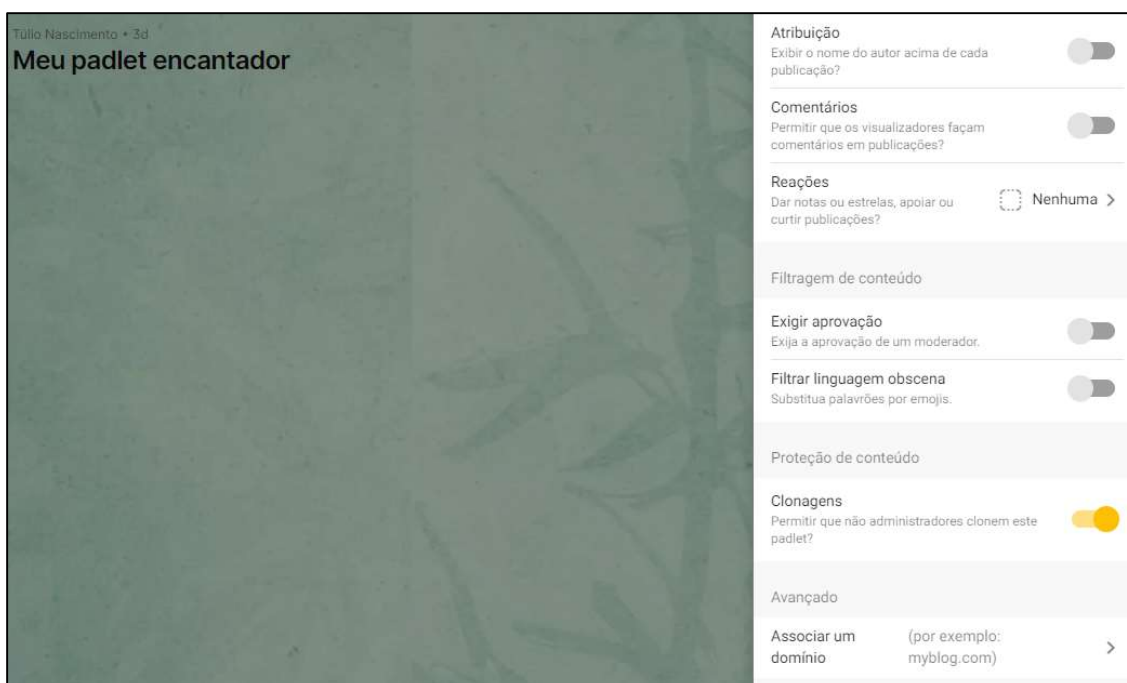 Túlio Nascimento • 3d
Meu padlet encantador
Atribuição
Exibir o nome do autor acima de cada
publicação?
Comentários
Permitir que os visualizadores façam
comentários em publicações?
Reações
Dar notas ou estrelas, apoiar ou
curtir publicações?
Nenhuma
Filtragem de conteúdo
Exigir aprovação
Exija a aprovação de um moderador.
Filtrar linguagem obscena
Substitua palavrões por emojis.
Proteção de conteúdo
Clonagens
Permitir que não administradores clonem este
padlet?
Avançado
Associar um
domínio
(por exemplo:
myblog.com)